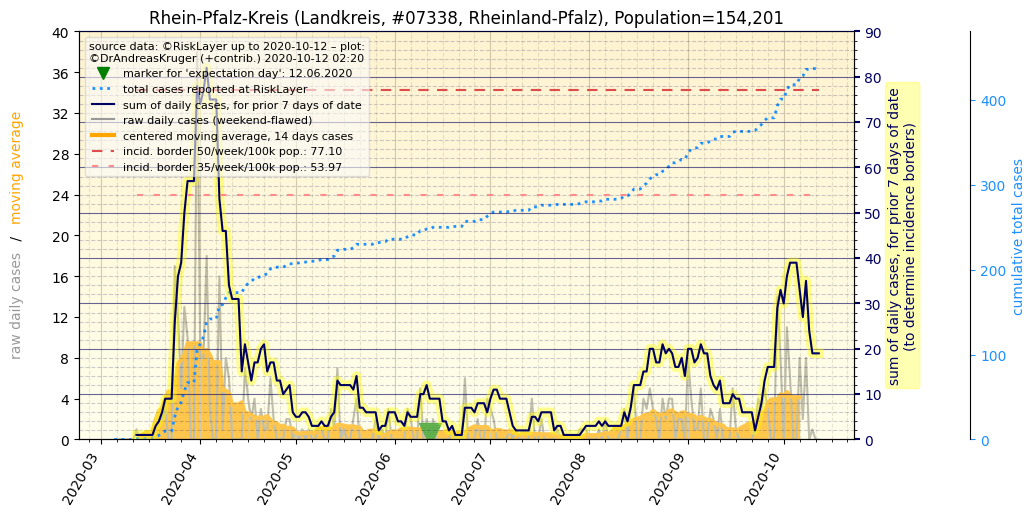 Rhein-Pfalz-Kreis (Landkreis, #07338, Rheinland-Pfalz), Population=154,201
source data: ©RiskLayer up to 2020-10-12 – plot:
©DrAndreasKruger (+contrib.) 2020-10-12 02:20
marker for 'expectation day': 12.06.2020
total cases reported at RiskLayer
sum of daily cases, for prior 7 days of date
raw daily cases (weekend-flawed)
centered moving average, 14 days cases
incid. border 50/week/100k pop.: 77.10
incid. border 35/week/100k pop.: 53.97
raw daily cases / moving average
40
36
32
28
24
20
16
12
8
4
0
90
80
70
60
50
40
30
20
10
0
sum of daily cases, for prior 7 days of date
(to determine incidence borders)
400
300
200
100
0
cumulative total cases
2020-03
2020-04
2020-05
2020-06
2020-07
2020-08
2020-09
2020-10